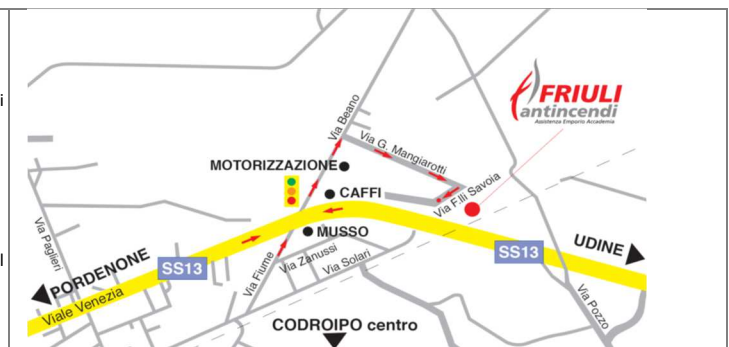 i
l
FRIULI
antincendi
Assistenza Emporio Accademia
Via Beano
Via G. Mangiarotti
MOTORIZZAZIONE
CAFFI
Via F.lli Savoia
MUSSO
Via Paglieri
UDINE
SS13
SS13
PORDENONE
Via Fiume
Via Zanussi
Via Solari
Viale Venezia
Via Pozzo
CODROIPO centro